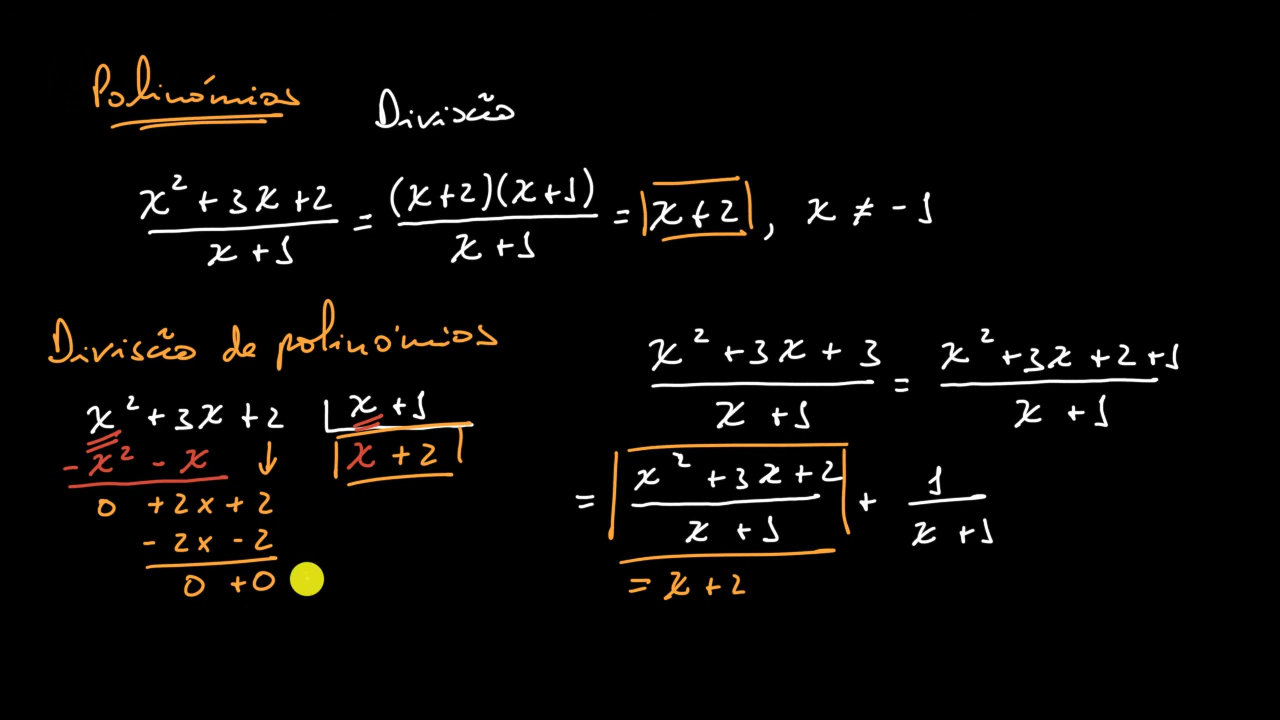 Polinómios Divisão
x² + 3x + 2 / x + 1 = (x+2)(x+1) / x + 1 = x + 2 , x ≠ -1
Divisão de polinómios
x² + 3x + 2 | x + 1
- x² - x ↓ x + 2
0 + 2x + 2
- 2x - 2
0 + 0
x² + 3x + 3 / x + 1 = x² + 3x + 2 + 1 / x + 1
= x² + 3x + 2 / x + 1 + 1 / x + 1
= x + 2